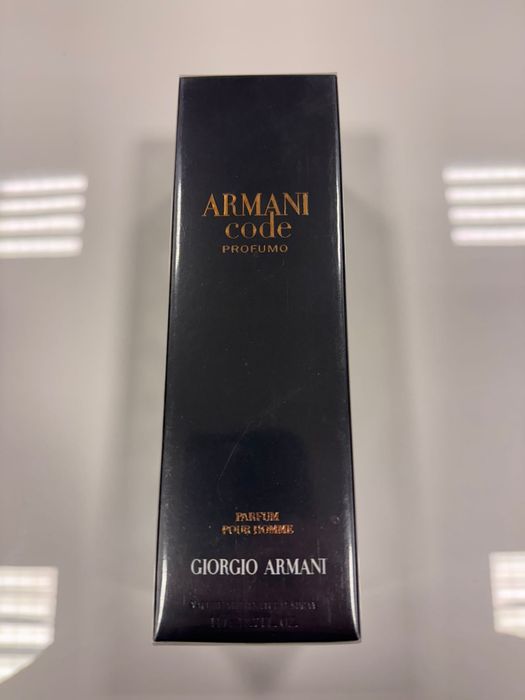 ARMANI
code
PROFUMO
PARFUM
POUR HOMME
GIORGIO ARMANI